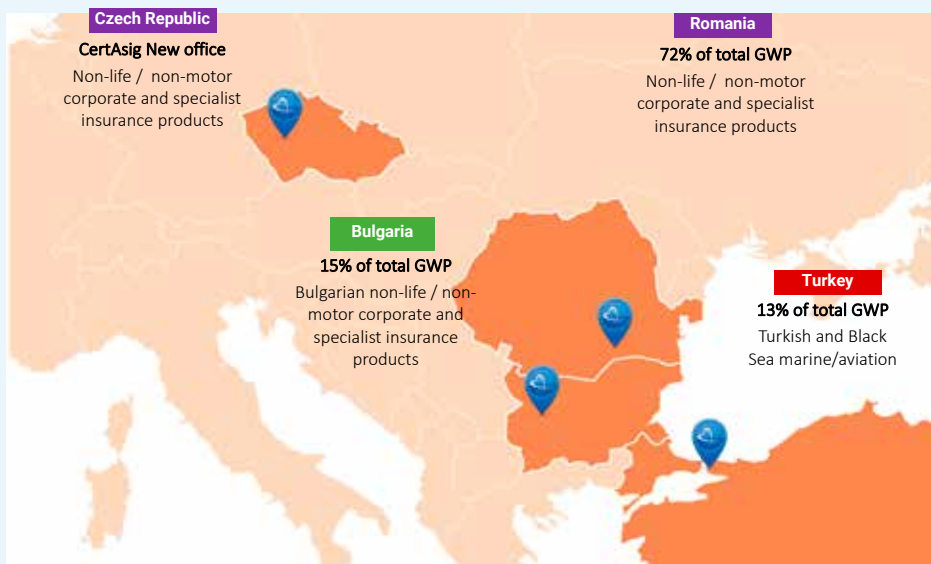 Czech Republic
CertAsig New office
Non-life / non-motor
corporate and specialist
insurance products
Romania
72% of total GWP
Non-life / non-motor
corporate and specialist
insurance products
Bulgaria
15% of total GWP
Bulgarian non-life / non-
motor corporate and
specialist insurance
products
Turkey
13% of total GWP
Turkish and Black
Sea marine/aviation